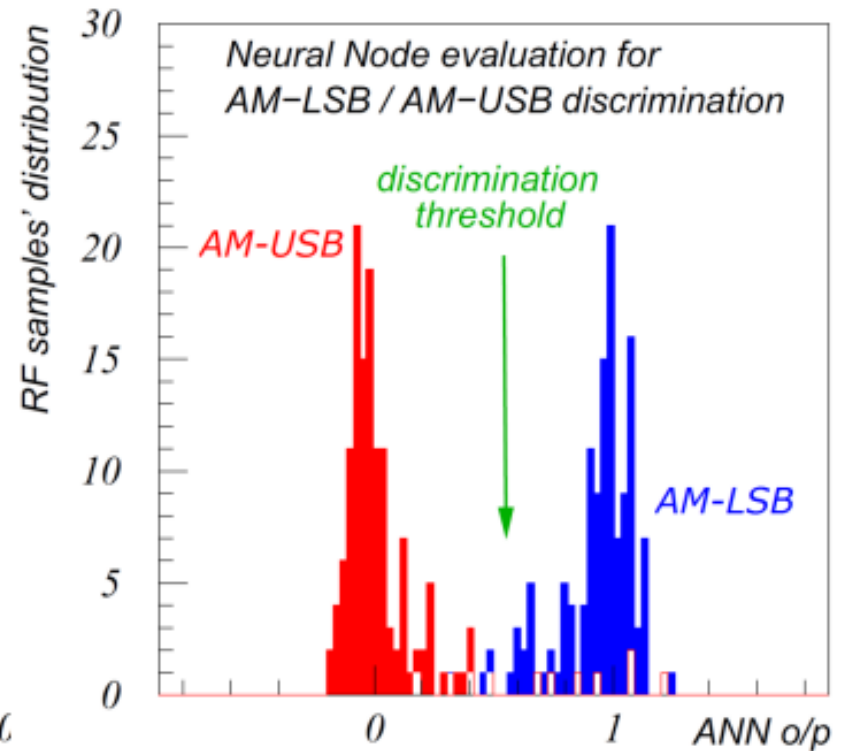 30
Neural Node evaluation for
AM−LSB / AM−USB discrimination
RF samples' distribution
25
discrimination
threshold
AM-USB
20
15
10
AM-LSB
5
0
0
1
ANN o/p